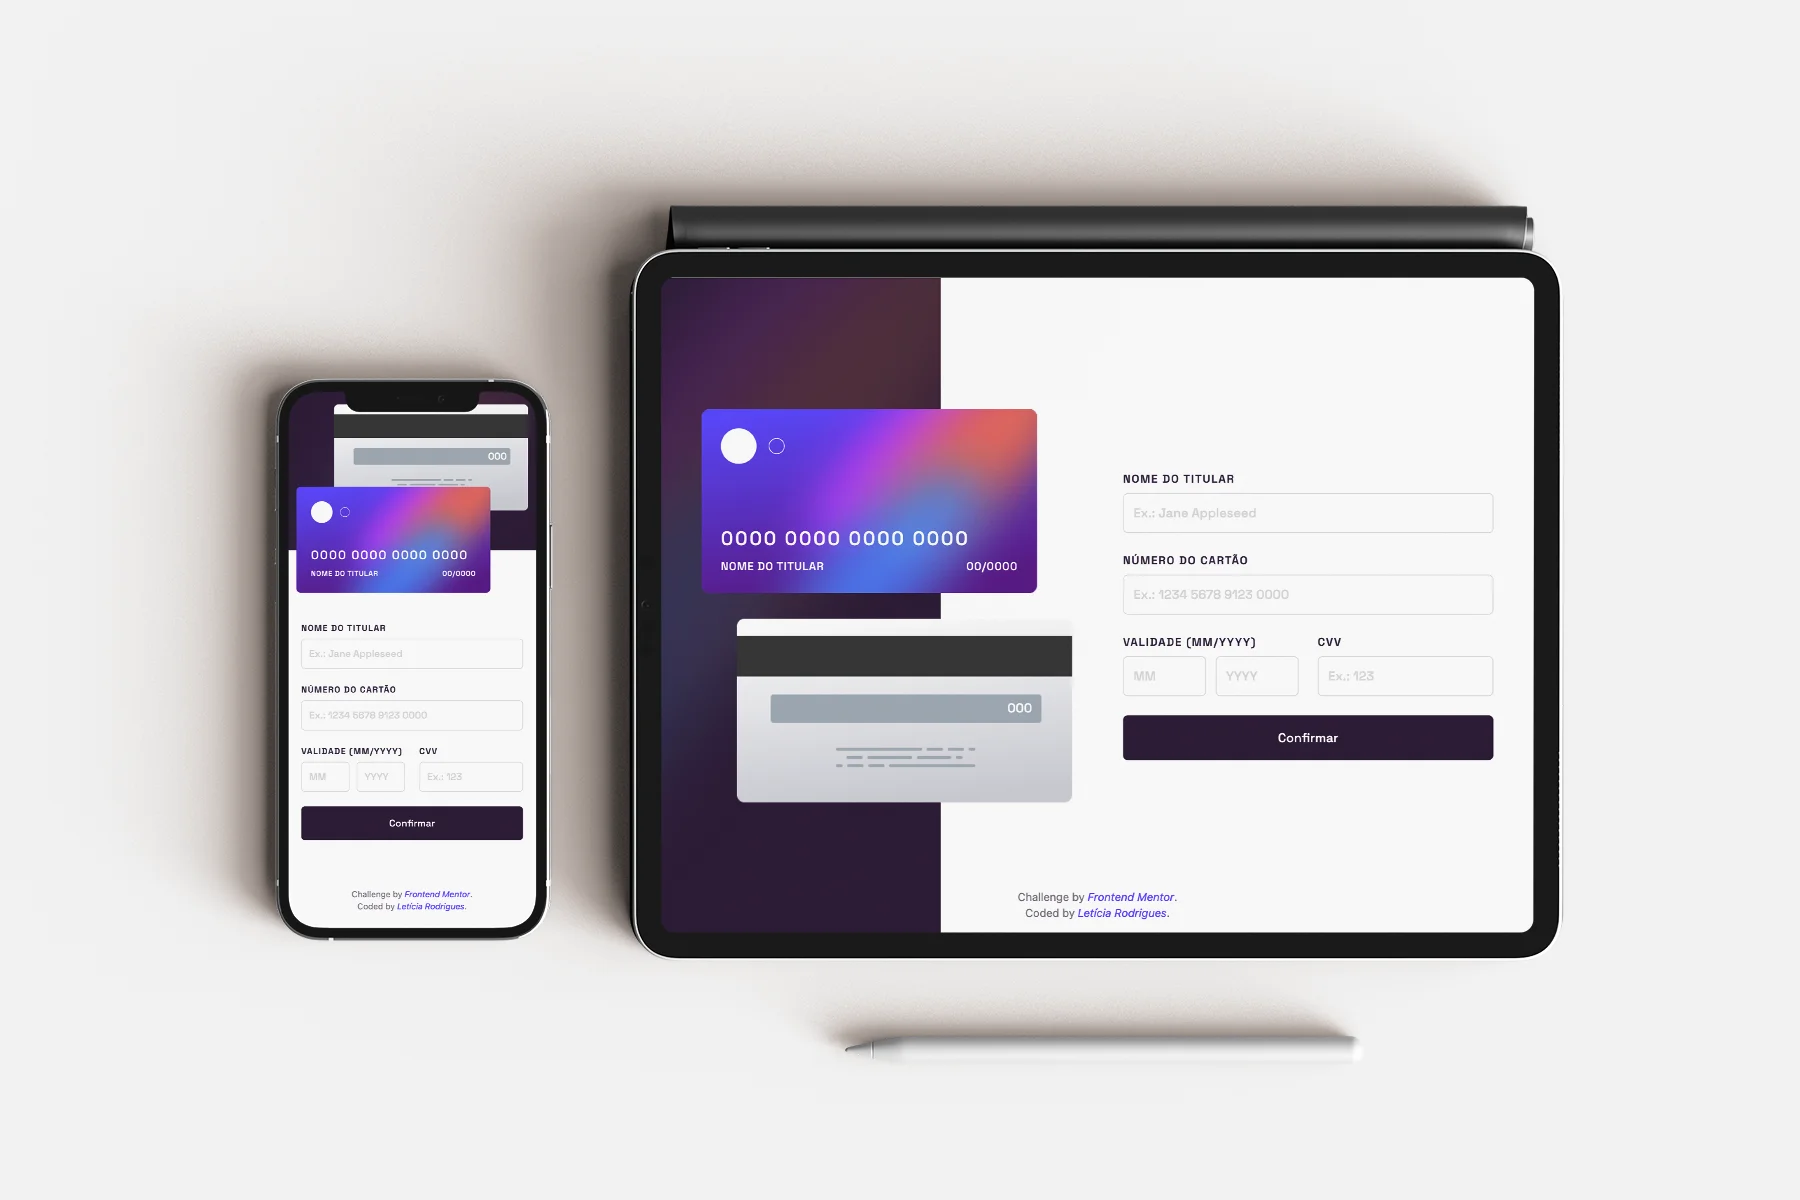 000
0000 0000 0000 0000
NOME DO TITULAR 00/0000
NOME DO TITULAR
Ex.: Jane Appleseed
NÚMERO DO CARTÃO
Ex.: 1234 5678 9123 0000
VALIDADE (MM/YYYY) CVV
MM YYYY Ex.: 123
Confirmar
Challenge by Frontend Mentor.
Coded by Letícia Rodrigues.
0000 0000 0000 0000
NOME DO TITULAR 00/0000
000
NOME DO TITULAR
Ex.: Jane Appleseed
NÚMERO DO CARTÃO
Ex.: 1234 5678 9123 0000
VALIDADE (MM/YYYY) CVV
MM YYYY Ex.: 123
Confirmar
Challenge by Frontend Mentor.
Coded by Letícia Rodrigues.